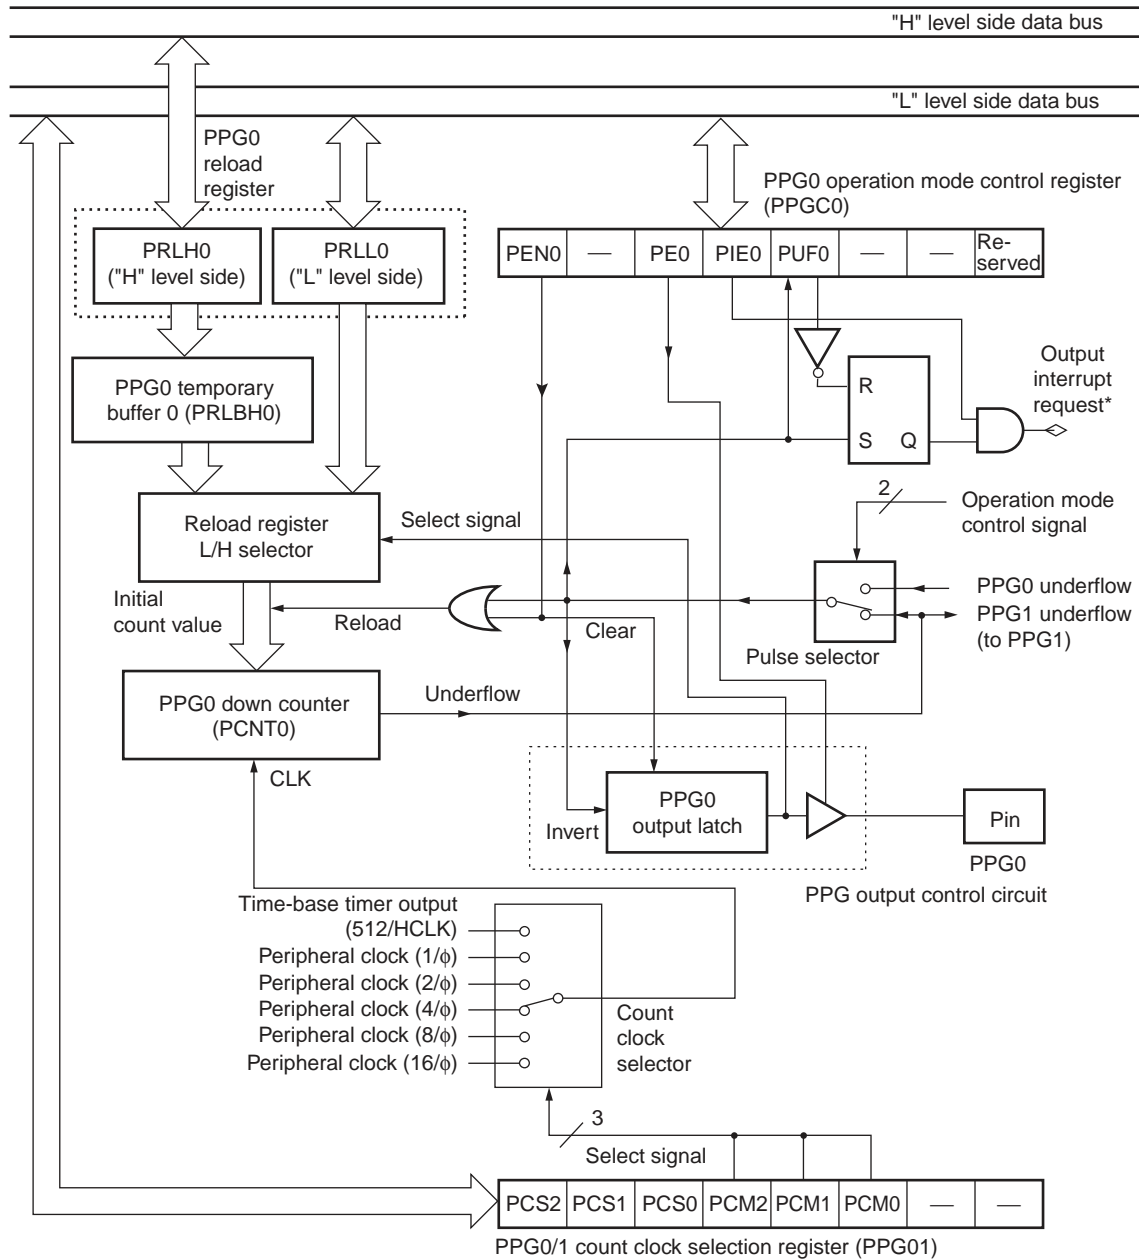 "H" level side data bus
"L" level side data bus
PPG0
reload
register
PPG0 operation mode control register
(PPGC0)
PRLH0
("H" level side)
PRLL0
("L" level side)
PEN0
—
PE0
PIE0
PUF0
—
—
Re-
served
PPG0 temporary
buffer 0 (PRLBH0)
R
S
Q
Output
interrupt
request*
Reload register
L/H selector
Select signal
2
Operation mode
control signal
Initial
count value
Reload
Clear
PPG0 underflow
PPG1 underflow
(to PPG1)
Pulse selector
PPG0 down counter
(PCNT0)
Underflow
CLK
PPG0
output latch
Invert
Pin
PPG0
PPG output control circuit
Time-base timer output
(512/HCLK)
Peripheral clock (1/ϕ)
Peripheral clock (2/ϕ)
Peripheral clock (4/ϕ)
Peripheral clock (8/ϕ)
Peripheral clock (16/ϕ)
Count
clock
selector
3
Select signal
PCS2
PCS1
PCS0
PCM2
PCM1
PCM0
—
—
PPG0/1 count clock selection register (PPG01)